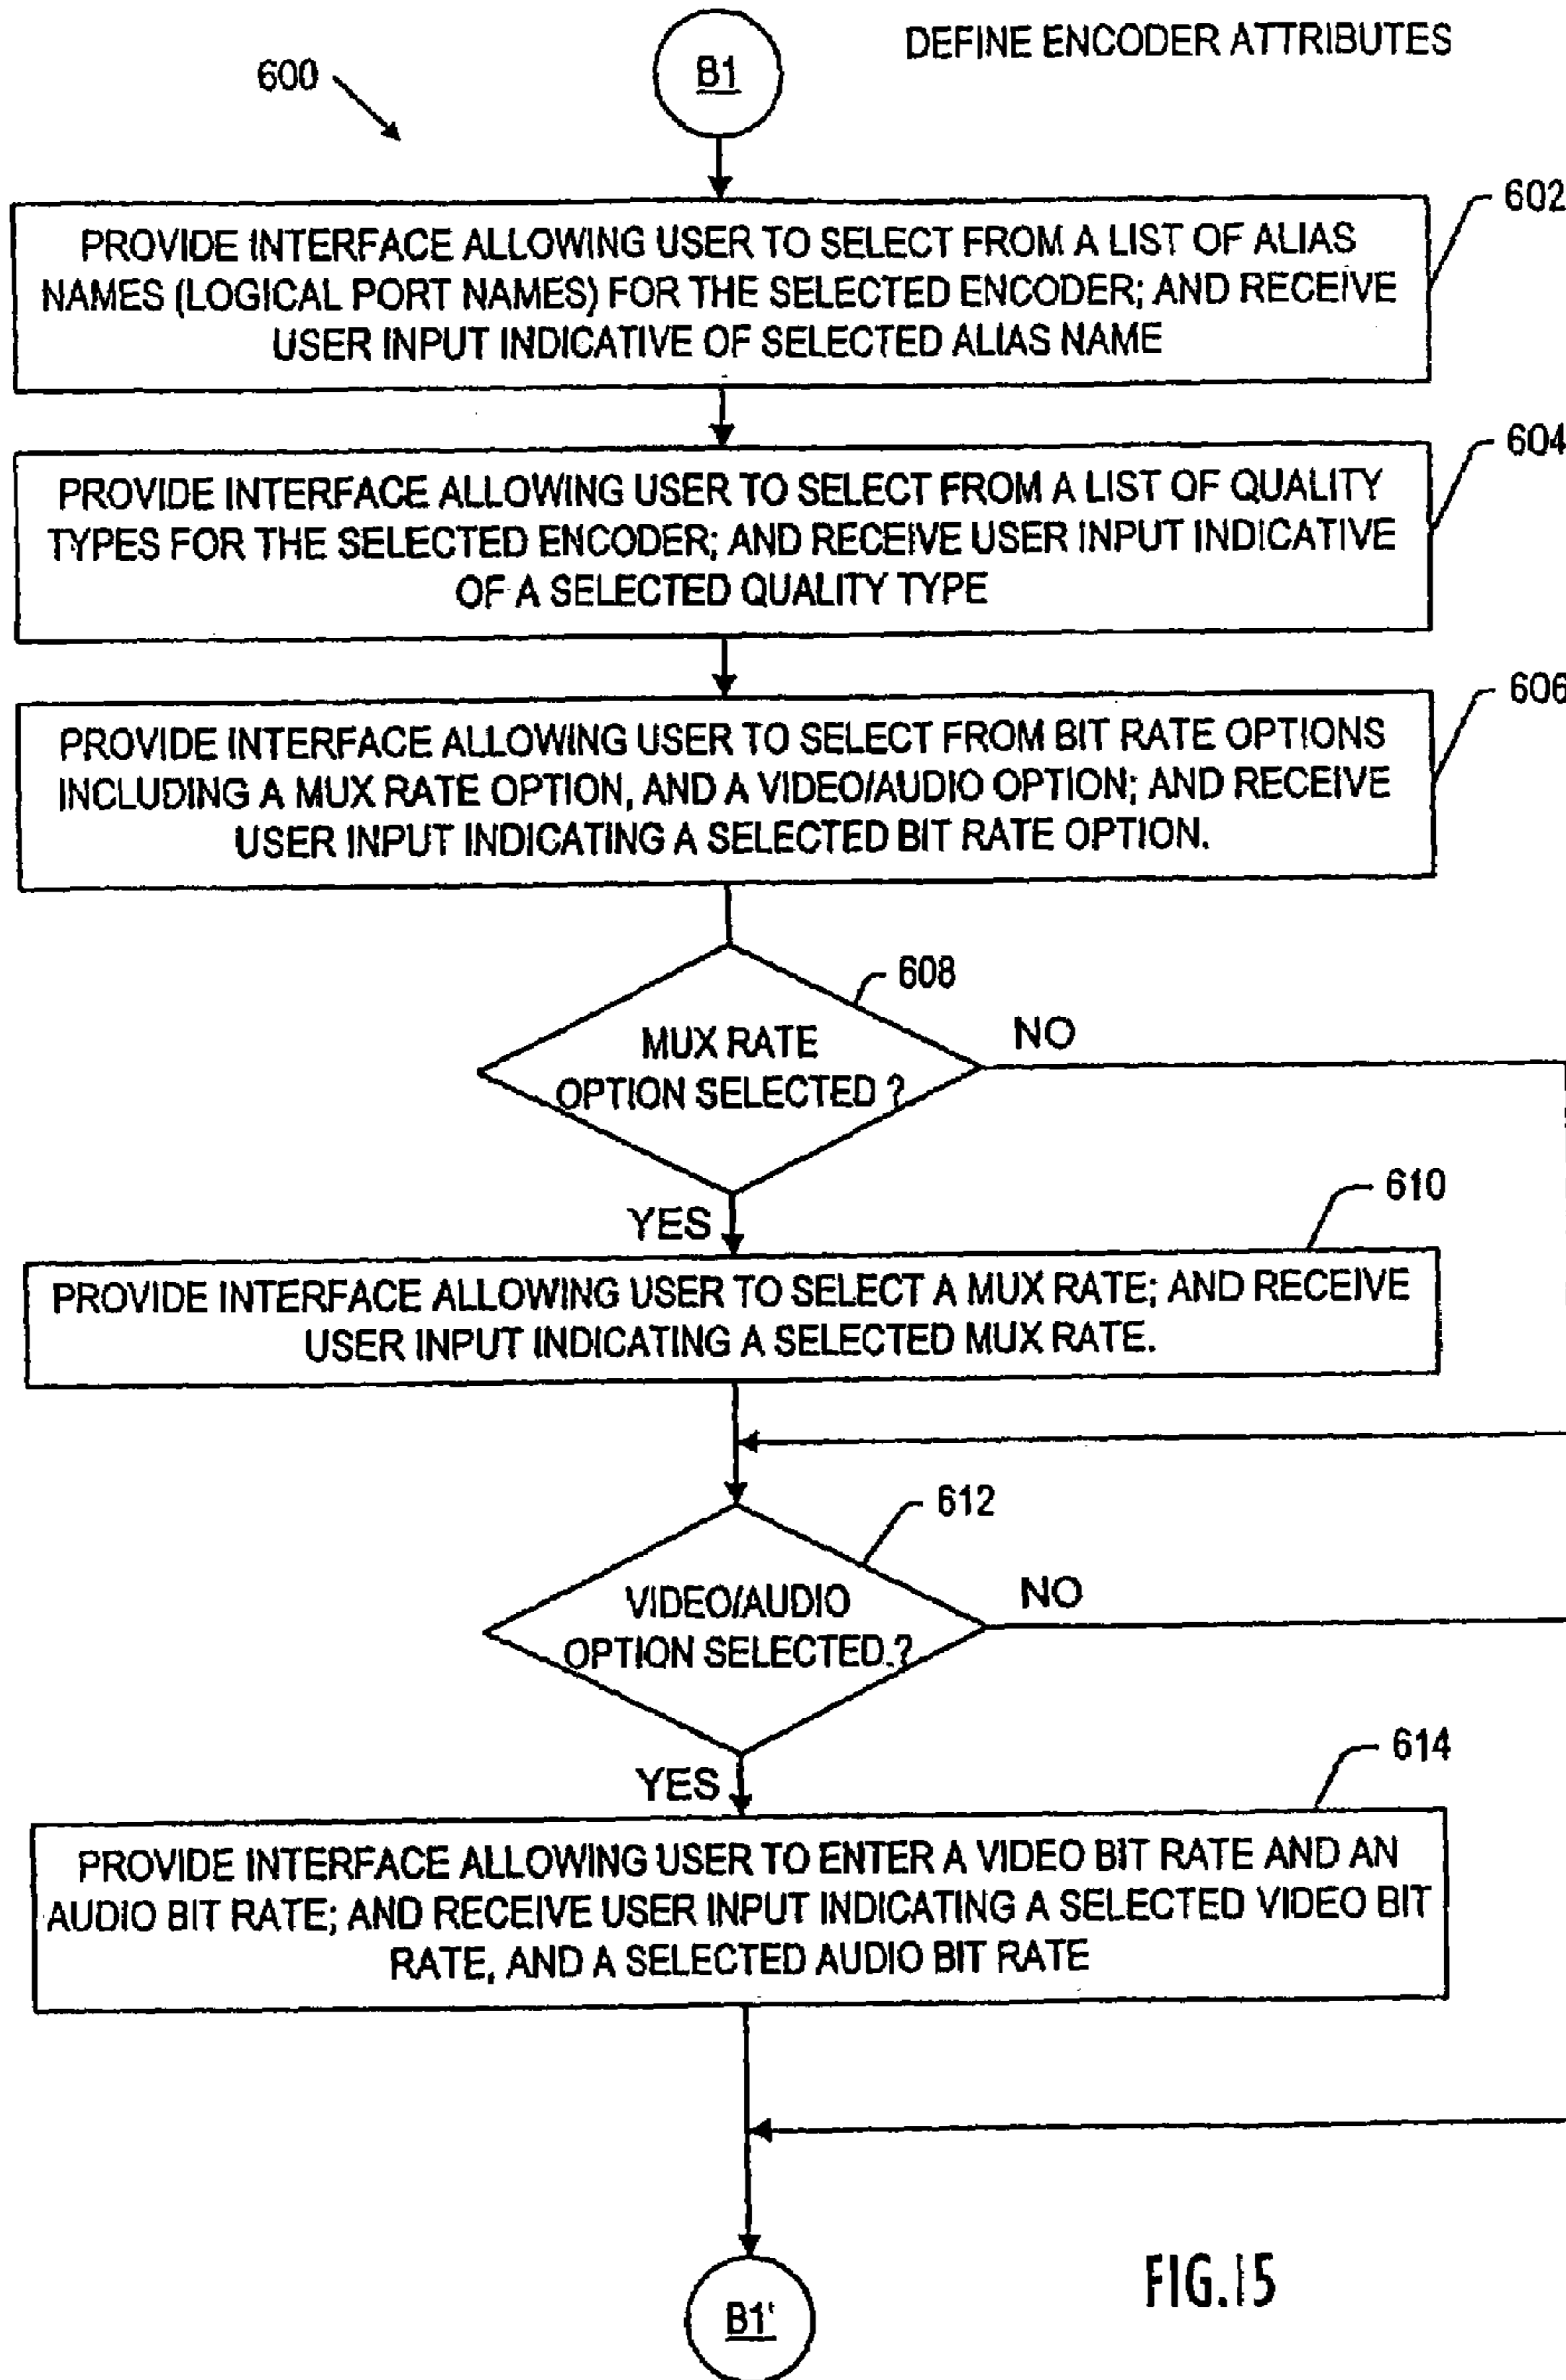 DEFINE ENCODER ATTRIBUTES
B1
600
602
PROVIDE INTERFACE ALLOWING USER TO SELECT FROM A LIST OF ALIAS
NAMES (LOGICAL PORT NAMES) FOR THE SELECTED ENCODER; AND RECEIVE
USER INPUT INDICATIVE OF SELECTED ALIAS NAME
604
PROVIDE INTERFACE ALLOWING USER TO SELECT FROM A LIST OF QUALITY
TYPES FOR THE SELECTED ENCODER; AND RECEIVE USER INPUT INDICATIVE
OF A SELECTED QUALITY TYPE
606
PROVIDE INTERFACE ALLOWING USER TO SELECT FROM BIT RATE OPTIONS
INCLUDING A MUX RATE OPTION, AND A VIDEO/AUDIO OPTION; AND RECEIVE
USER INPUT INDICATING A SELECTED BIT RATE OPTION.
608
MUX RATE
OPTION SELECTED ?
NO
YES
610
PROVIDE INTERFACE ALLOWING USER TO SELECT A MUX RATE; AND RECEIVE
USER INPUT INDICATING A SELECTED MUX RATE.
612
VIDEO/AUDIO
OPTION SELECTED.?
NO
YES
614
PROVIDE INTERFACE ALLOWING USER TO ENTER A VIDEO BIT RATE AND AN
AUDIO BIT RATE; AND RECEIVE USER INPUT INDICATING A SELECTED VIDEO BIT
RATE, AND A SELECTED AUDIO BIT RATE
B1'
FIG.15